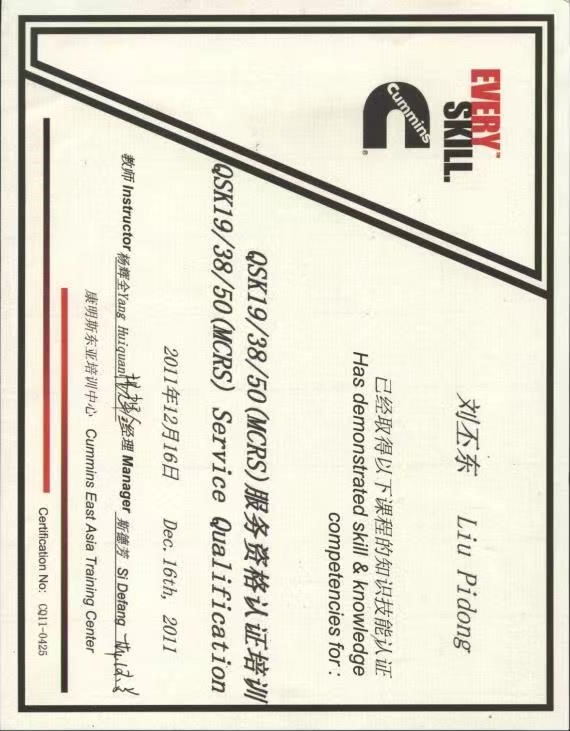 EVERY™
SKILL.
cummins®
刘丕东 Liu Pidong
已经取得以下课程的知识技能认证
Has demonstrated skill & knowledge
competencies for:
QSK19/38/50(MCRS)服务资格认证培训
QSK19/38/50(MCRS) Service Qualification
2011年12月16日 Dec. 16th, 2011
教师 Instructor 杨辉全Yang Huiquan 经理 Manager 斯德芳 Si Defang
康明斯东亚培训中心 Cummins East Asia Training Center
Certification No: CQ11-0425